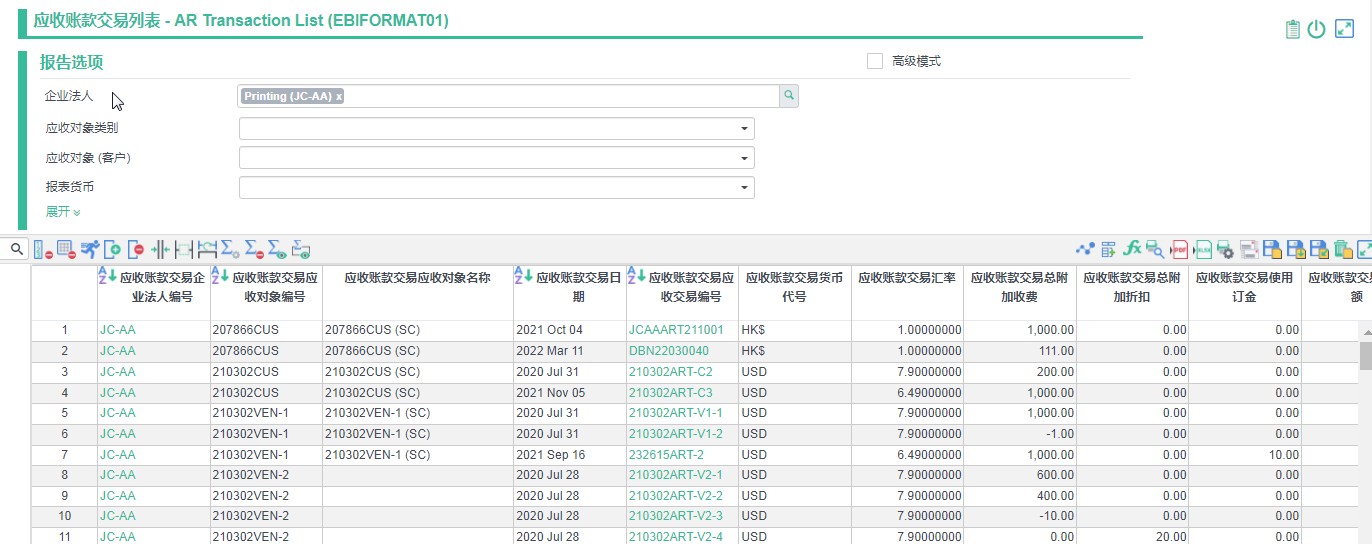 应收账款交易列表 - AR Transaction List (EBIFORMAT01)
报告选项
高级模式
企业法人 Printing (JC-AA) x
应收对象类别
应收对象 (客户)
报表货币
展开
应收账款交易企业法人编号 应收账款交易应收对象编号 应收账款交易应收对象名称 应收账款交易日期 应收账款交易应收交易编号 应收账款交易货币代号 应收账款交易汇率 应收账款交易总附加收费 应收账款交易总附加折扣 应收账款交易使用订金
1 JC-AA 207866CUS 207866CUS (SC) 2021 Oct 04 JCAAART211001 HK$ 1.00000000 1,000.00 0.00 0.00
2 JC-AA 207866CUS 207866CUS (SC) 2022 Mar 11 DBN22030040 HK$ 1.00000000 111.00 0.00 0.00
3 JC-AA 210302CUS 210302CUS (SC) 2020 Jul 31 210302ART-C2 USD 7.90000000 200.00 0.00 0.00
4 JC-AA 210302CUS 210302CUS (SC) 2021 Nov 05 210302ART-C3 USD 6.49000000 1,000.00 0.00 0.00
5 JC-AA 210302VEN-1 210302VEN-1 (SC) 2020 Jul 31 210302ART-V1-1 USD 7.90000000 1,000.00 0.00 0.00
6 JC-AA 210302VEN-1 210302VEN-1 (SC) 2020 Jul 31 210302ART-V1-2 USD 7.90000000 -1.00 0.00 0.00
7 JC-AA 210302VEN-1 210302VEN-1 (SC) 2021 Sep 16 232615ART-2 USD 6.49000000 1,000.00 0.00 10.00
8 JC-AA 210302VEN-2 2020 Jul 28 210302ART-V2-1 USD 7.90000000 600.00 0.00 0.00
9 JC-AA 210302VEN-2 2020 Jul 28 210302ART-V2-2 USD 7.90000000 400.00 0.00 0.00
10 JC-AA 210302VEN-2 2020 Jul 28 210302ART-V2-3 USD 7.90000000 -10.00 0.00 0.00
11 JC-AA 210302VEN-2 2020 Jul 28 210302ART-V2-4 USD 7.90000000 0.00 20.00 0.00